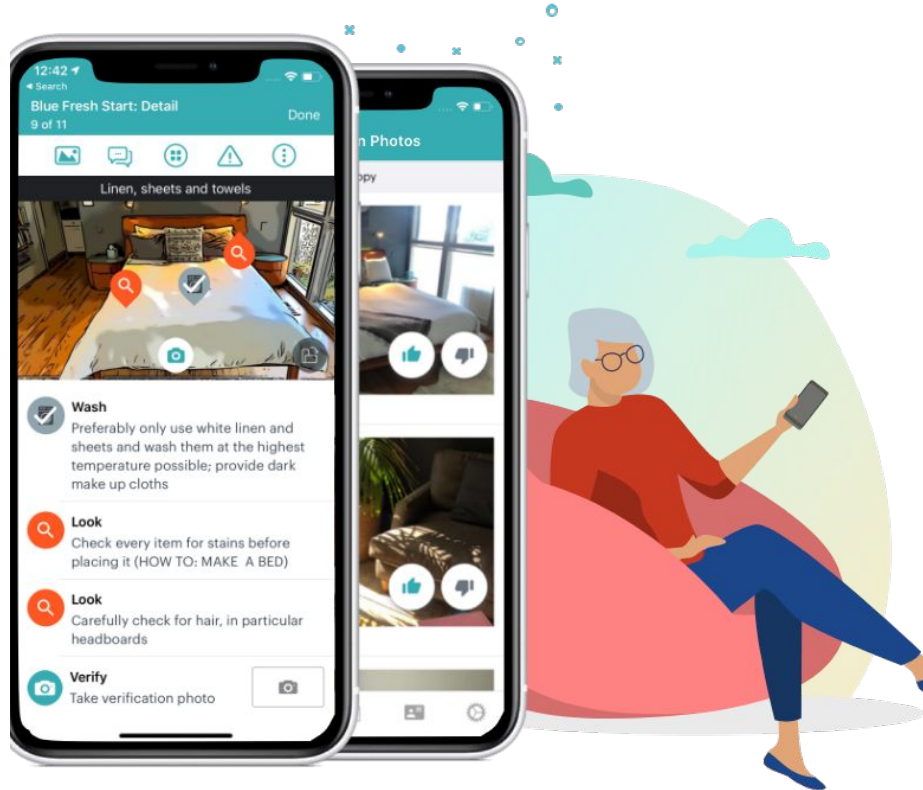 12:42
Search
Blue Fresh Start: Detail
9 of 11
Done
Linen, sheets and towels
Wash
Preferably only use white linen and
sheets and wash them at the highest
temperature possible; provide dark
make up cloths
Look
Check every item for stains before
placing it (HOW TO: MAKE A BED)
Look
Carefully check for hair, in particular
headboards
Verify
Take verification photo
Photos